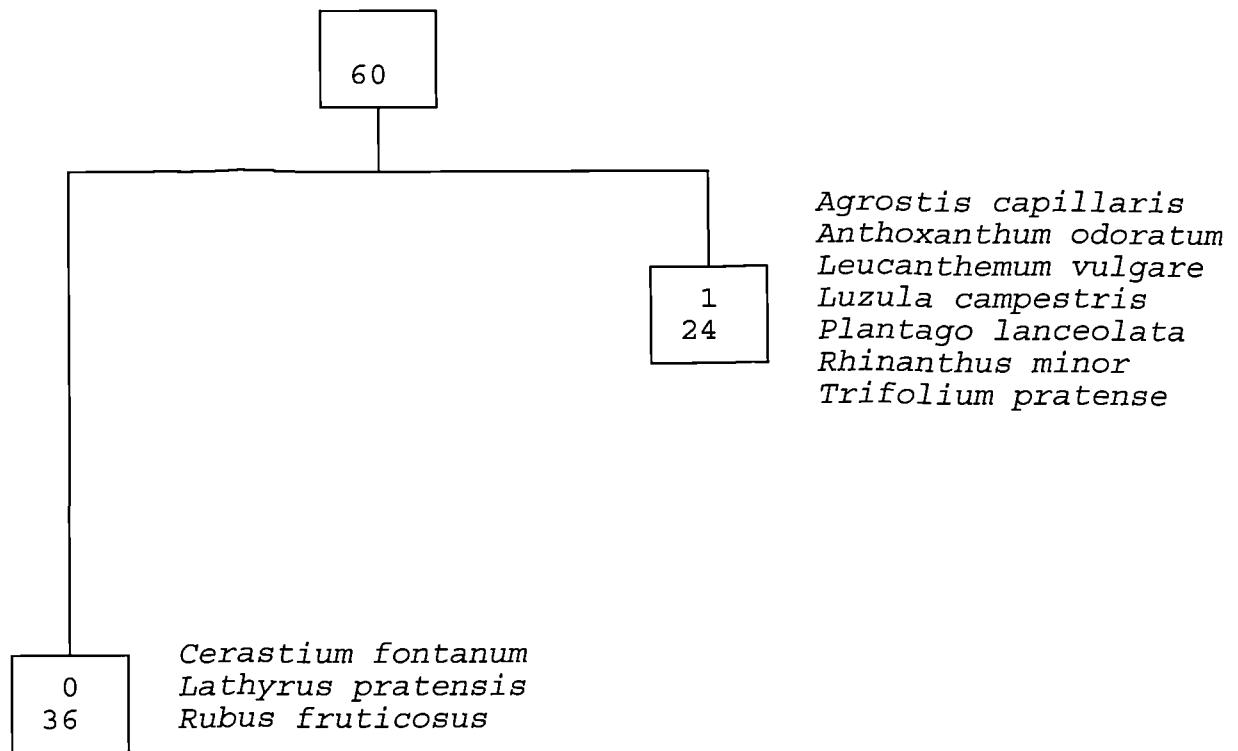 60
Agrostis capillaris
Anthoxanthum odoratum
Leucanthemum vulgare
Luzula campestris
Plantago lanceolata
Rhinanthus minor
Trifolium pratense
1
24
Cerastium fontanum
Lathyrus pratensis
Rubus fruticosus
0
36